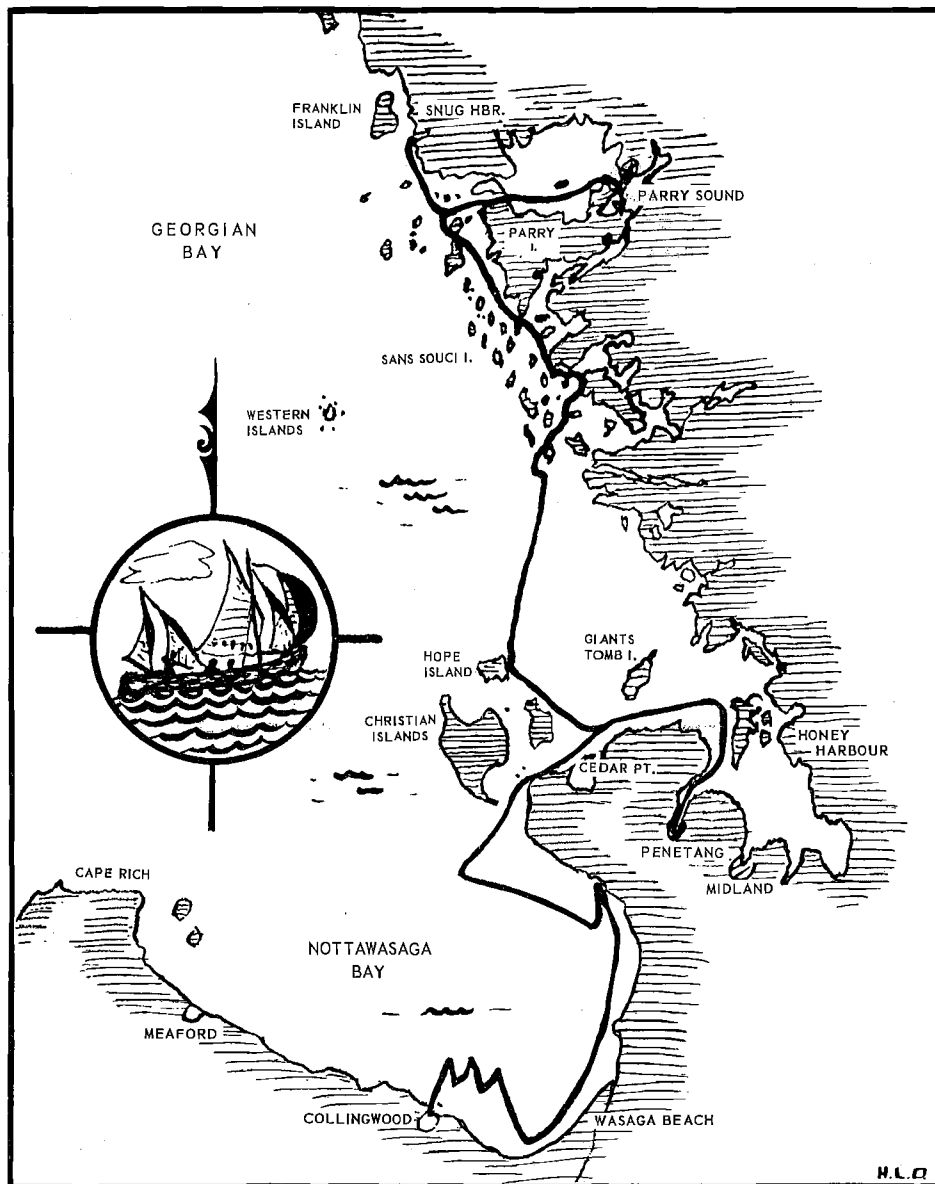 FRANKLIN
ISLAND
SNUG HBR.
PARRY SOUND
GEORGIAN
BAY
PARRY
I.
SANS SOUCI I.
WESTERN
ISLANDS
GIANTS
TOMB I.
HOPE
ISLAND
CHRISTIAN
ISLANDS
HONEY
HARBOUR
CEDAR PT.
PENETANG
MIDLAND
CAPE RICH
NOTTAWASAGA
BAY
MEAFORD
COLLINGWOOD
WASAGA BEACH